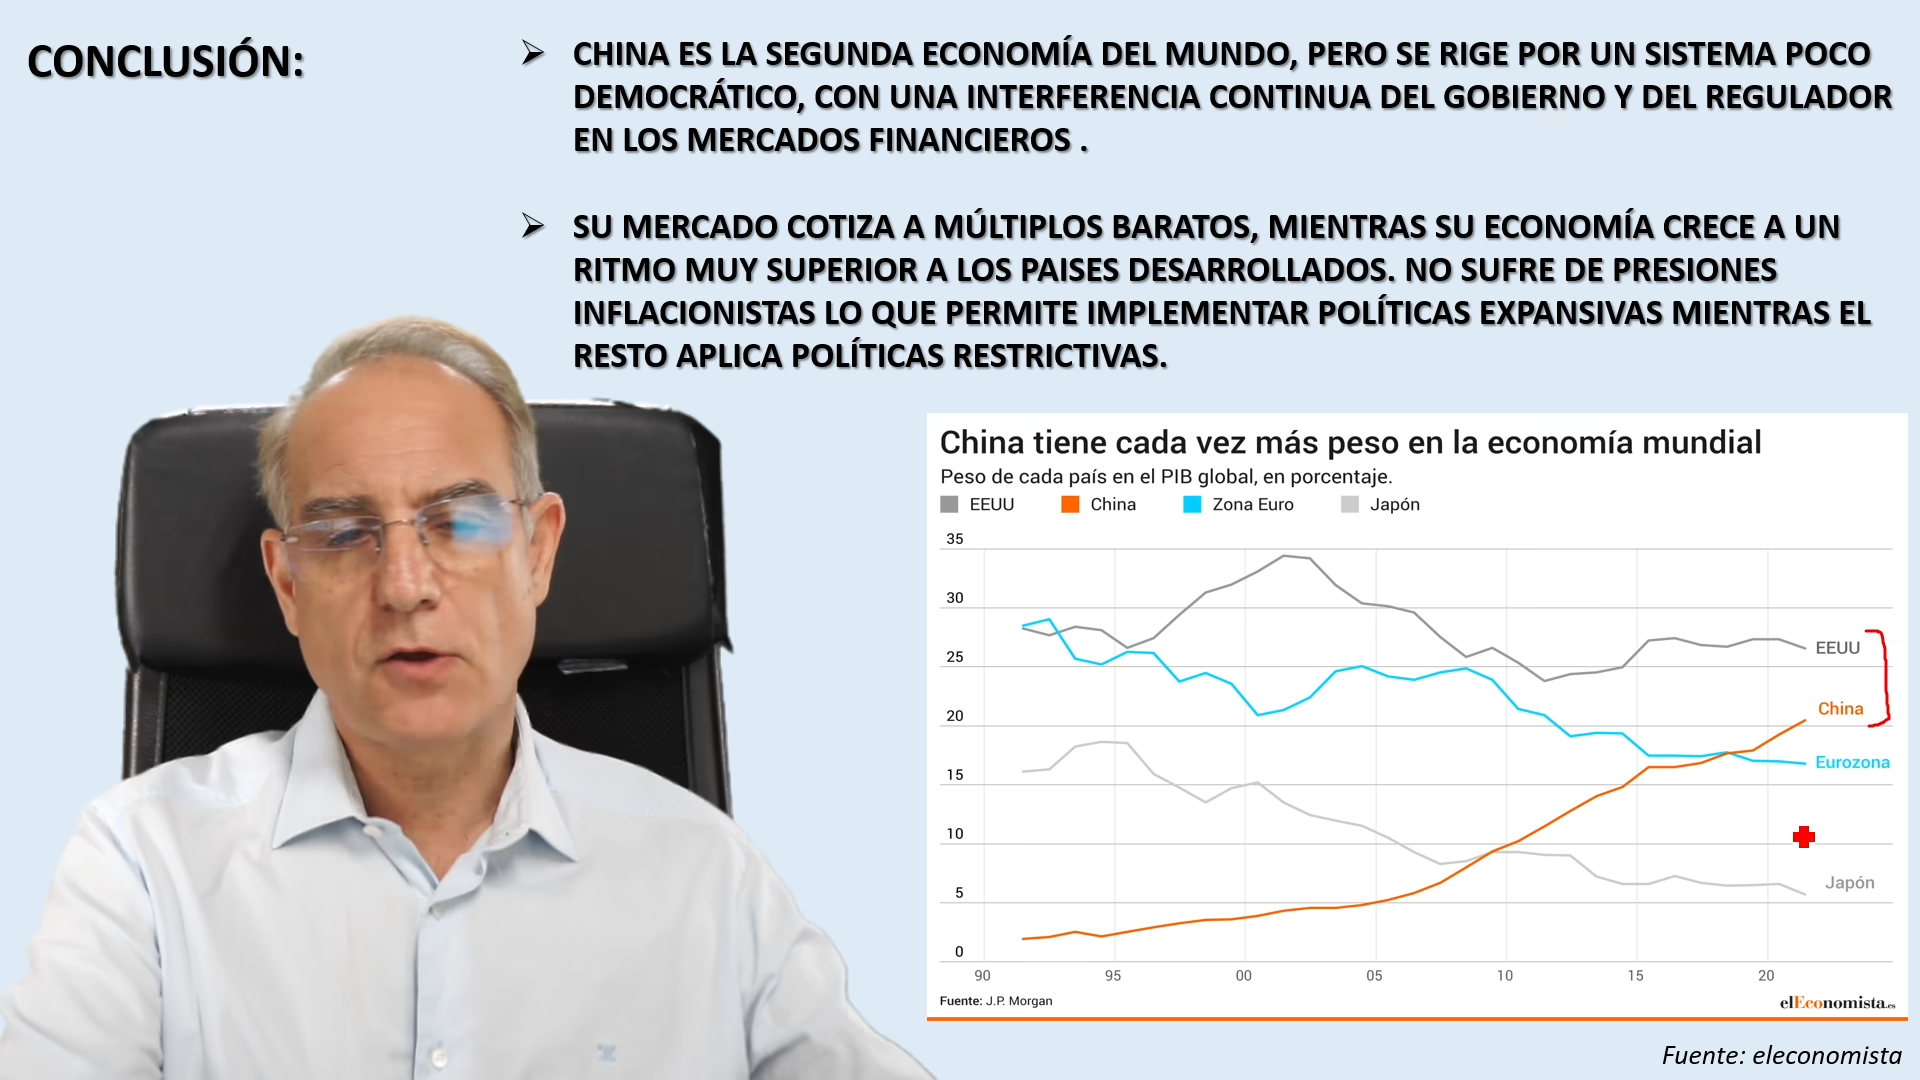 CONCLUSIÓN:
CHINA ES LA SEGUNDA ECONOMÍA DEL MUNDO, PERO SE RIGE POR UN SISTEMA POCO
DEMOCRÁTICO, CON UNA INTERFERENCIA CONTINUA DEL GOBIERNO Y DEL REGULADOR
EN LOS MERCADOS FINANCIEROS .
SU MERCADO COTIZA A MÚLTIPLOS BARATOS, MIENTRAS SU ECONOMÍA CRECE A UN
RITMO MUY SUPERIOR A LOS PAISES DESARROLLADOS. NO SUFRE DE PRESIONES
INFLACIONISTAS LO QUE PERMITE IMPLEMENTAR POLÍTICAS EXPANSIVAS MIENTRAS EL
RESTO APLICA POLÍTICAS RESTRICTIVAS.
China tiene cada vez más peso en la economía mundial
Peso de cada país en el PIB global, en porcentaje.
EEUU China Zona Euro Japón
35
30
25
20
15
10
5
0
EEUU
China
Eurozona
Japón
90 95 00 05 10 15 20
Fuente: J.P. Morgan
elEconomista.es
Fuente: eleconomista